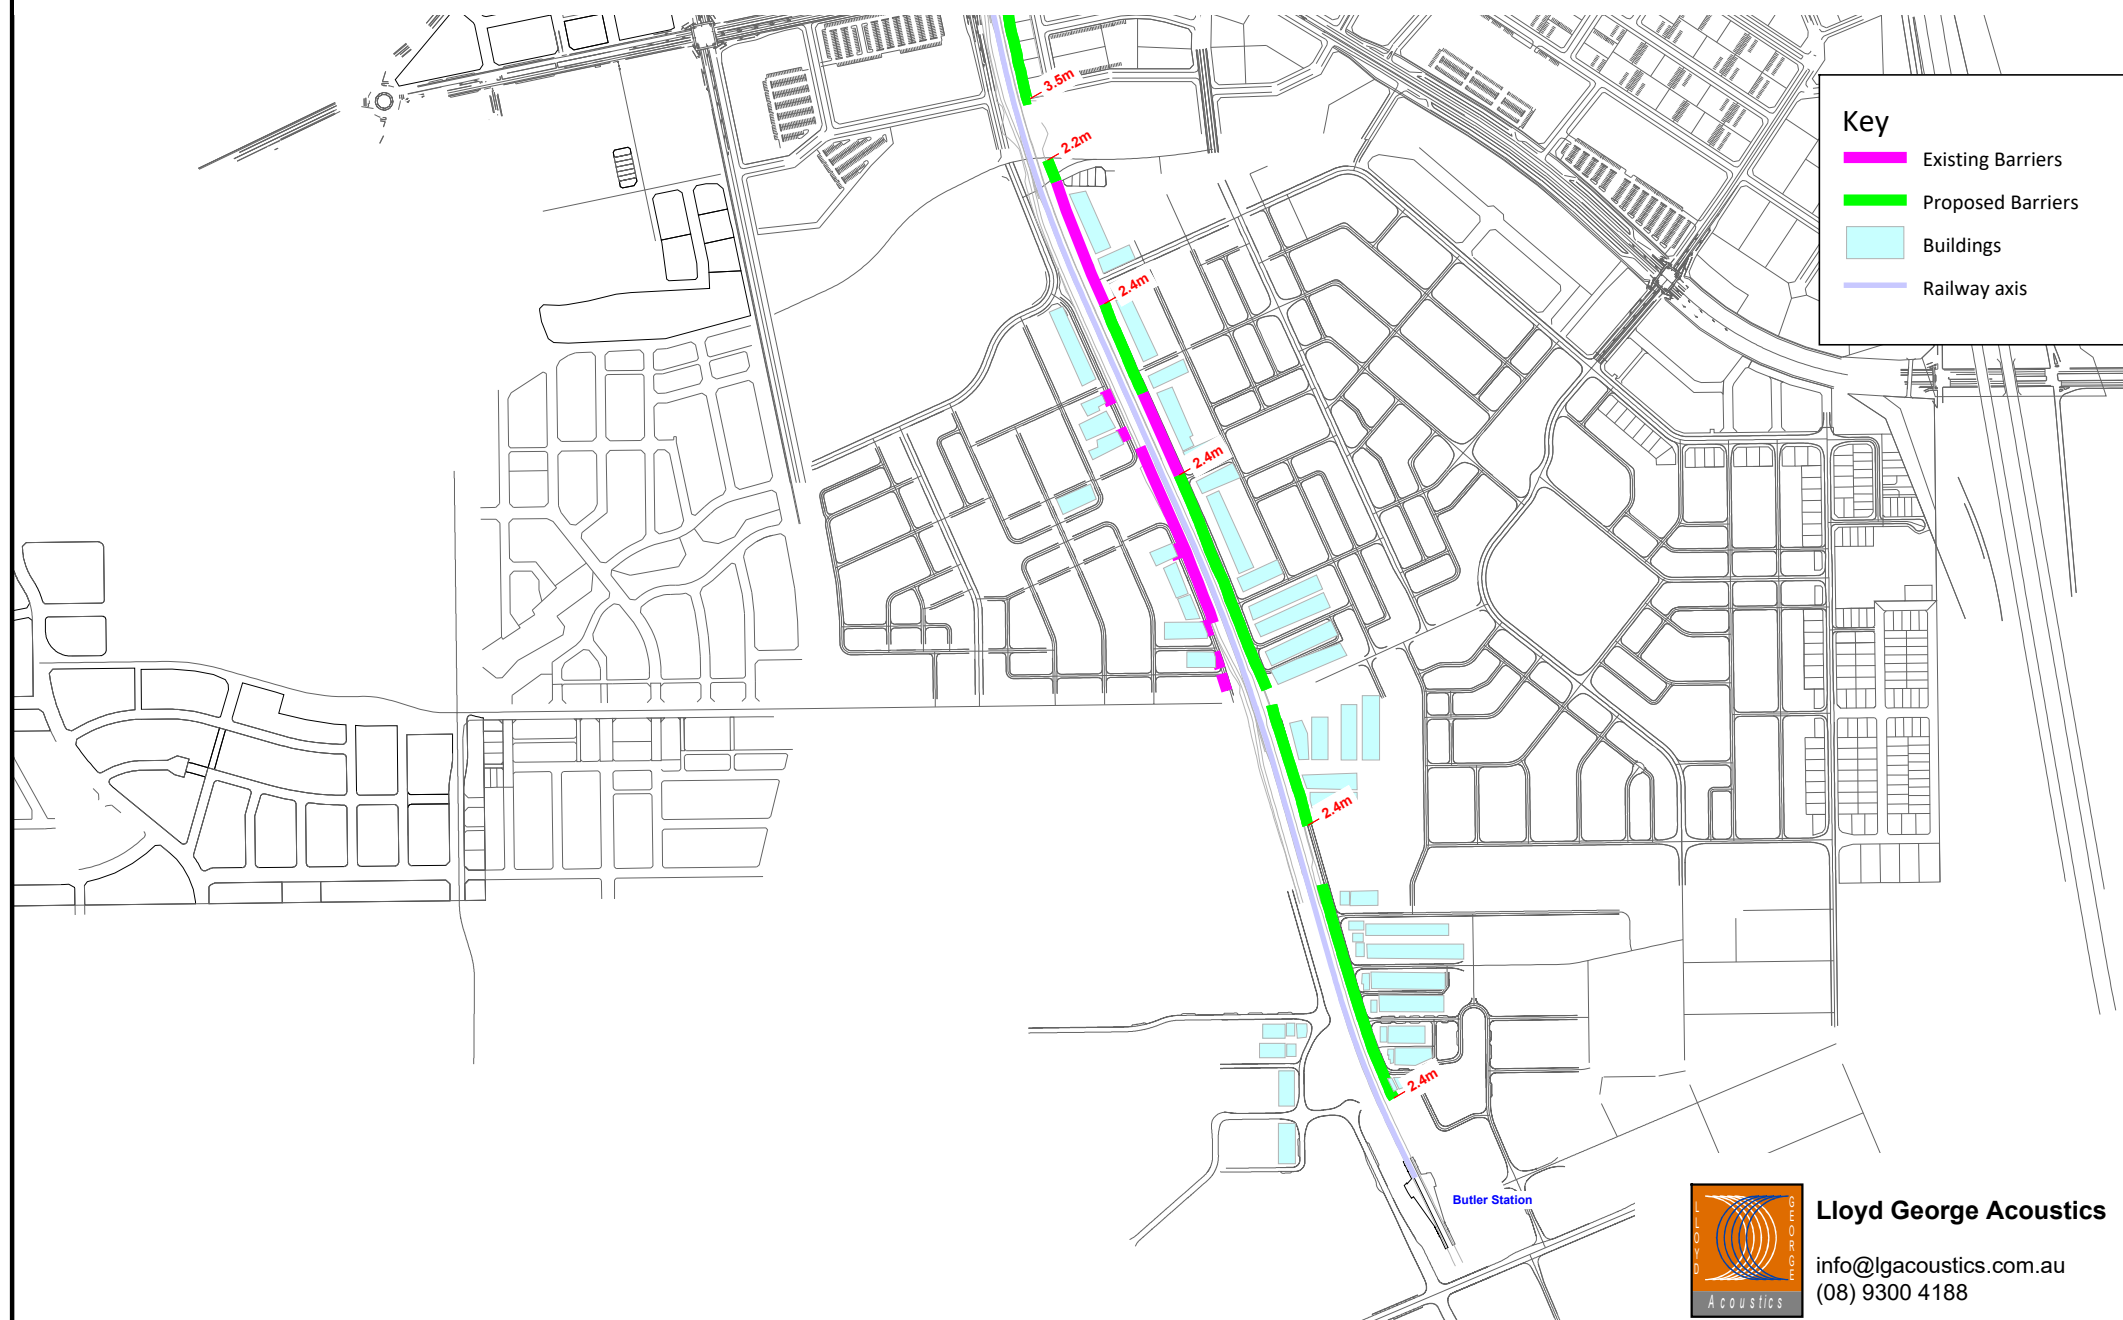 3.5m
2.2m
Key
Existing Barriers
Proposed Barriers
Buildings
Railway axis
2.4m
2.4m
2.4m
2.4m
Butler Station
LLOYD
GEORGE
Acoustics
Lloyd George Acoustics
info@lgacoustics.com.au
(08) 9300 4188